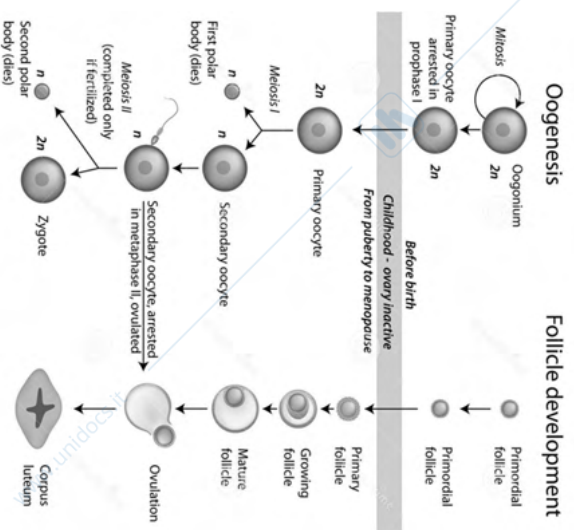 Oogenesis
Follicle development
Mitosis
Oogonium
2n
Primordial
follicle
Primary oocyte
arrested in
prophase I
2n
Primordial
follicle
Before birth
Childhood - ovary inactive
From puberty to menopause
2n
Primary oocyte
Primary
follicle
Meiosis I
Growing
follicle
First polar
body (dies)
n
n
Secondary oocyte
Mature
follicle
Meiosis II
(completed only
if fertilized)
n
Secondary oocyte, arrested
in metaphase II, ovulated
Ovulation
Second polar
body (dies)
n
2n
Zygote
Corpus
luteum
www.unidocs.it